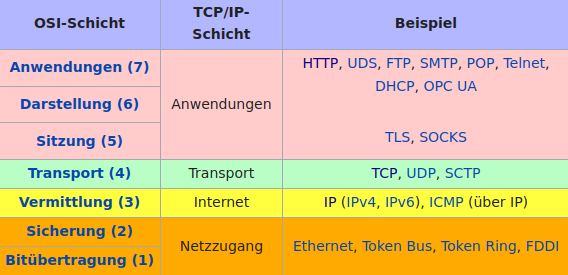 OSI-Schicht
TCP/IP-
Schicht
Beispiel
Anwendungen (7)
Darstellung (6)
Sitzung (5)
Anwendungen
HTTP, UDS, FTP, SMTP, POP, Telnet,
DHCP, OPC UA
TLS, SOCKS
Transport (4)
Transport
TCP, UDP, SCTP
Vermittlung (3)
Internet
IP (IPv4, IPv6), ICMP (über IP)
Sicherung (2)
Bitübertragung (1)
Netzzugang
Ethernet, Token Bus, Token Ring, FDDI